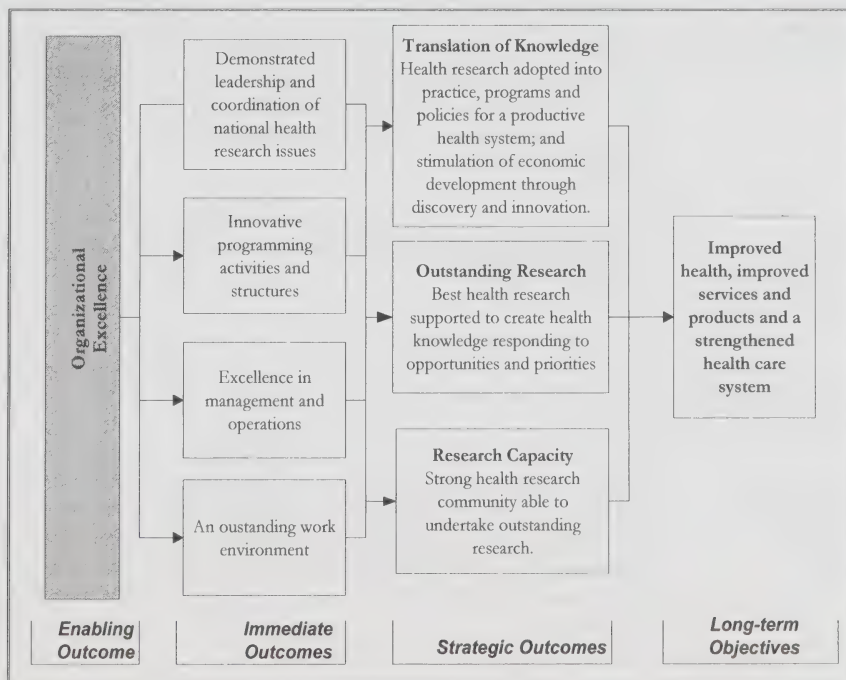 Organizational
Excellence
Demonstrated
leadership and
coordination of
national health
research issues
Innovative
programming
activities and
structures
Excellence in
management and
operations
An oustanding work
environment
Translation of Knowledge
Health research adopted into
practice, programs and
policies for a productive
health system; and
stimulation of economic
development through
discovery and innovation.
Outstanding Research
Best health research
supported to create health
knowledge responding to
opportunities and priorities
Research Capacity
Strong health research
community able to
undertake outstanding
research.
Improved
health, improved
services and
products and a
strengthened
health care
system
Enabling
Outcome
Immediate
Outcomes
Strategic Outcomes
Long-term
Objectives